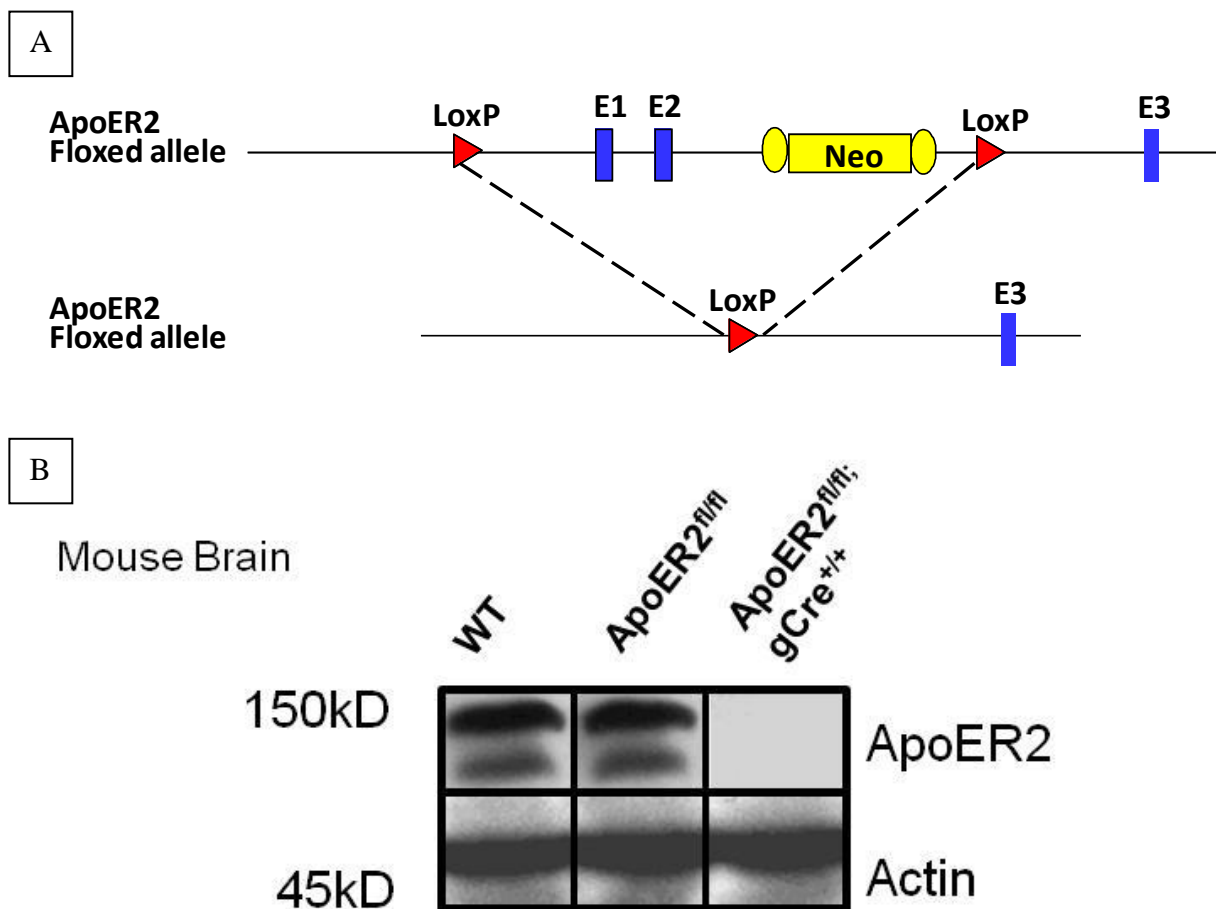 A
ApoER2
Floxed allele
LoxP
E1
E2
Neo
LoxP
E3
ApoER2
Floxed allele
LoxP
E3
B
Mouse Brain
WT
ApoER2fl/fl
ApoER2fl/fl;
gCre+/+
150kD
ApoER2
45kD
Actin